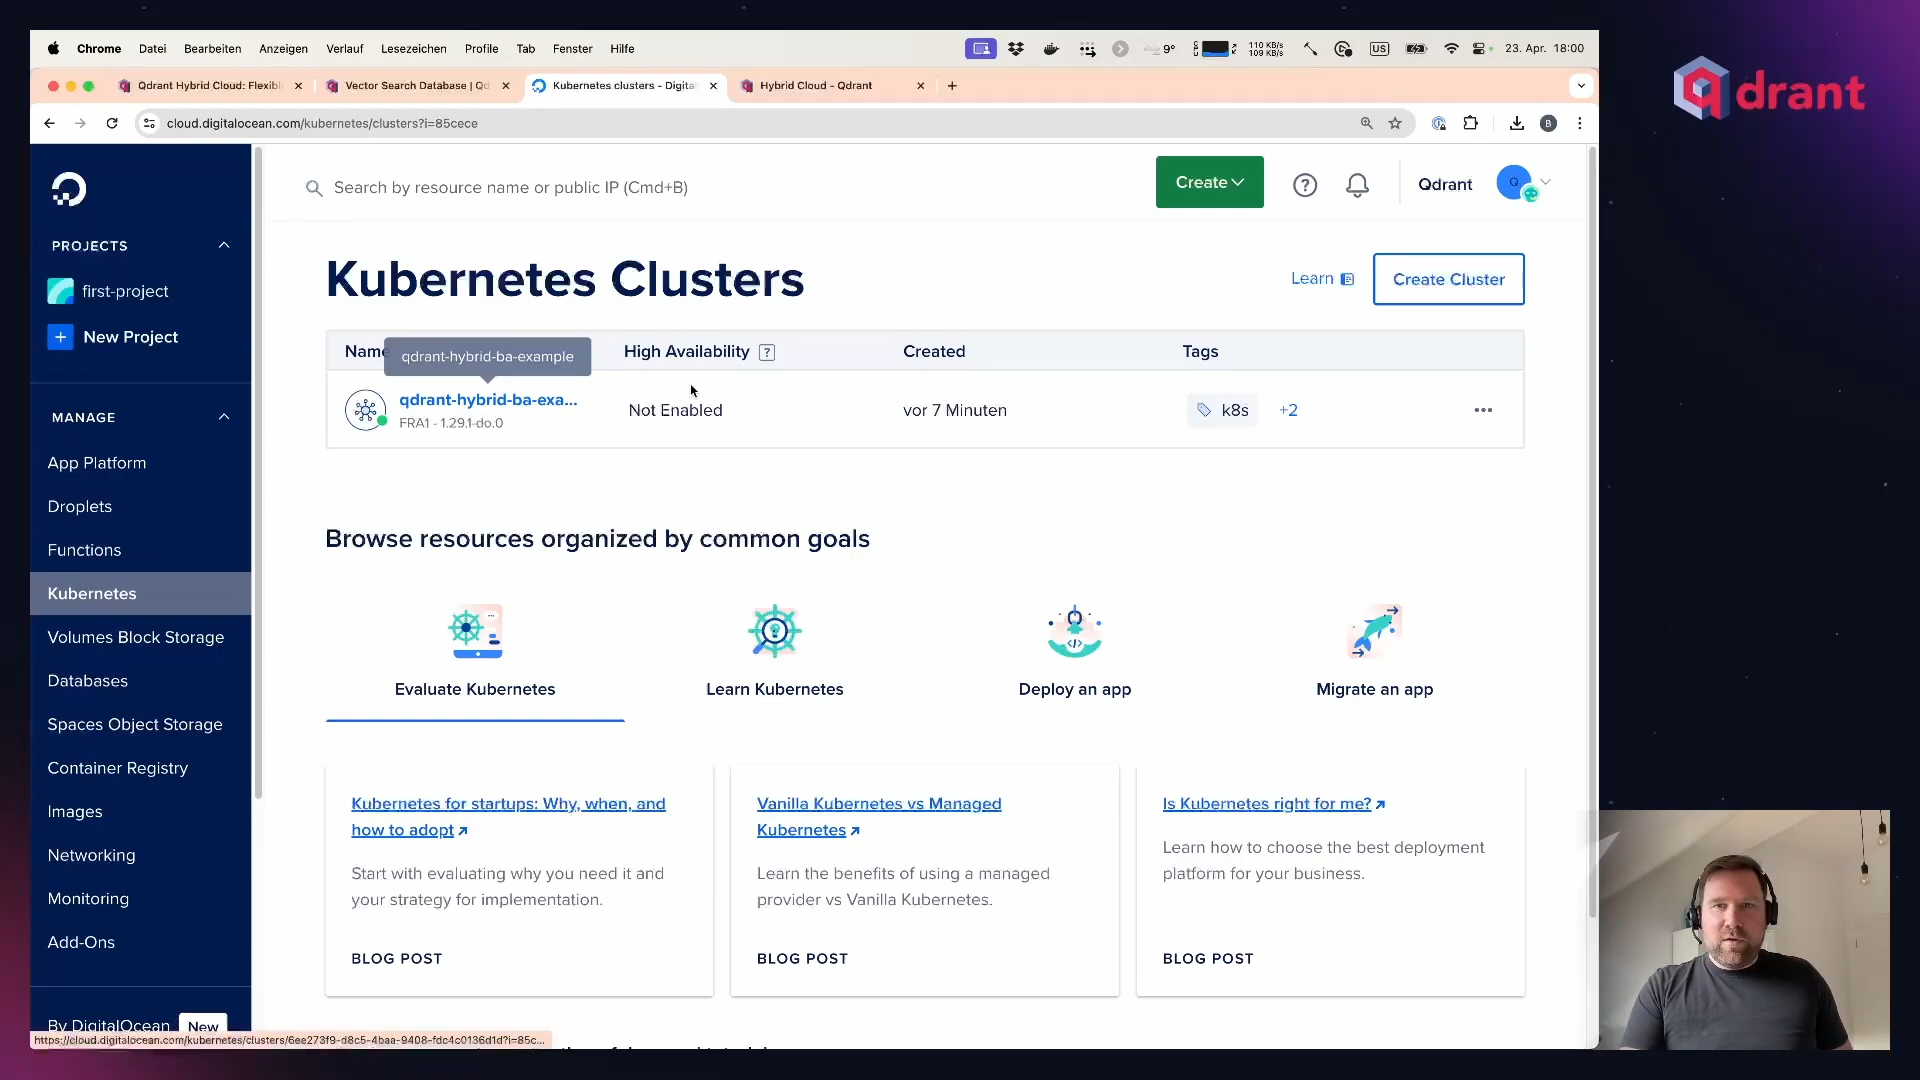 Chrome Datei Bearbeiten Anzeigen Verlauf Lesezeichen Profile Tab Fenster Hilfe 9° 110 KB/s 109 KB/s US 23. Apr. 18:00
Qdrant Hybrid Cloud: Flexibl Vector Search Database | Qd Kubernetes clusters - Digita Hybrid Cloud - Qdrant
cloud.digitalocean.com/kubernetes/clusters?i=85cece B
qdrant
Search by resource name or public IP (Cmd+B) Create Qdrant Q
PROJECTS
first-project
New Project
MANAGE
App Platform
Droplets
Functions
Kubernetes
Volumes Block Storage
Databases
Spaces Object Storage
Container Registry
Images
Networking
Monitoring
Add-Ons
By DigitalOcean New
Kubernetes Clusters
Learn
Create Cluster
Name High Availability ? Created Tags
qdrant-hybrid-ba-example
qdrant-hybrid-ba-exa... Not Enabled vor 7 Minuten k8s +2
FRA1 - 1.29.1-do.0
Browse resources organized by common goals
Evaluate Kubernetes Learn Kubernetes Deploy an app Migrate an app
Kubernetes for startups: Why, when, and
how to adopt
Start with evaluating why you need it and
your strategy for implementation.
BLOG POST
Vanilla Kubernetes vs Managed
Kubernetes
Learn the benefits of using a managed
provider vs Vanilla Kubernetes.
BLOG POST
Is Kubernetes right for me?
Learn how to choose the best deployment
platform for your business.
BLOG POST
https://cloud.digitalocean.com/kubernetes/clusters/6ee273f9-d8c5-4baa-9408-fdc4c0136d1d?i=85c...